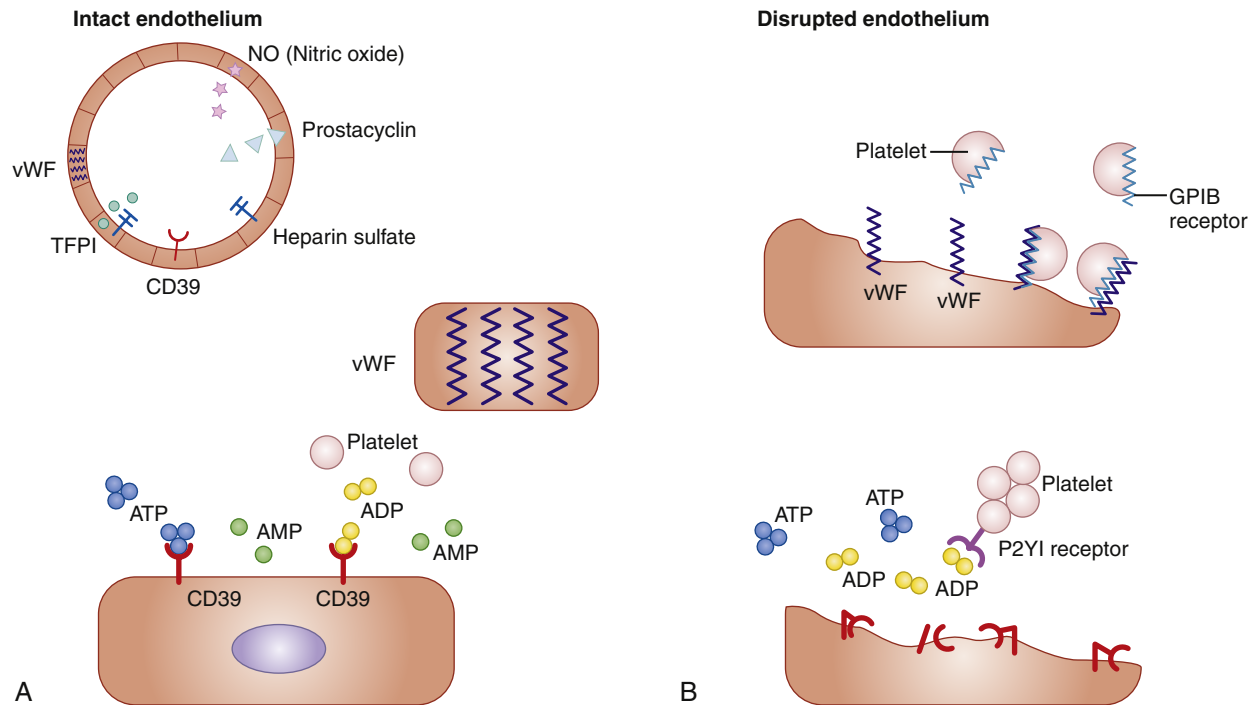 Intact endothelium
NO (Nitric oxide)
Prostacyclin
vWF
TFPI
Heparin sulfate
CD39
vWF
Platelet
ATP
AMP
ADP
AMP
CD39
CD39
A
Disrupted endothelium
Platelet
GPIB
receptor
vWF
vWF
Platelet
ATP
ATP
P2YI receptor
ADP
ADP
B